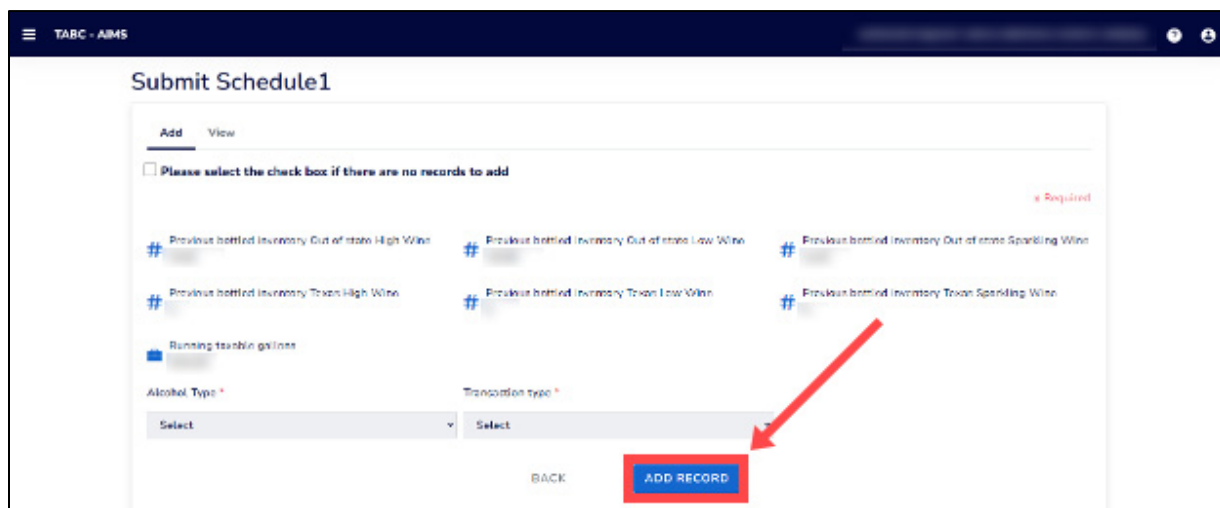 TABC - AIMS
Submit Schedule1
Add View
Please select the check box if there are no records to add
x Required
# Previous bottled inventory Out of state High Wine # Previous bottled inventory Out of state Low Wine # Previous bottled inventory Out of state Sparkling Wine
# Previous bottled inventory Texas High Wine # Previous bottled inventory Texas Low Wine # Previous bottled inventory Texas Sparkling Wine
Running taxable gallons
Alcohol Type * Transaction type *
Select Select
BACK ADD RECORD